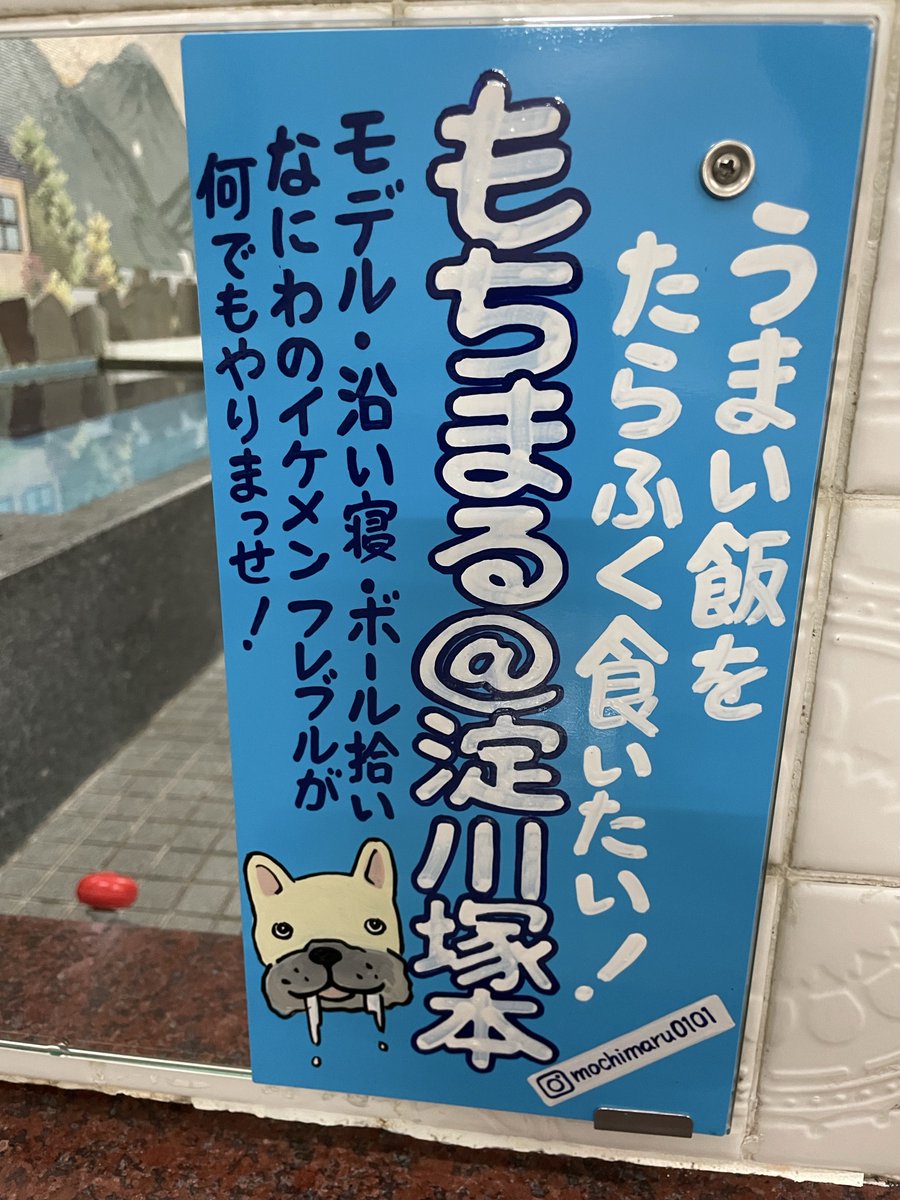 うまい飯を
たらふく食いたい!
もちまる@淀川塚本
モデル・沿い寝・ボール拾い
なにわのイケメンフレブルが
何でもやりまっせ!
mochimaru0101